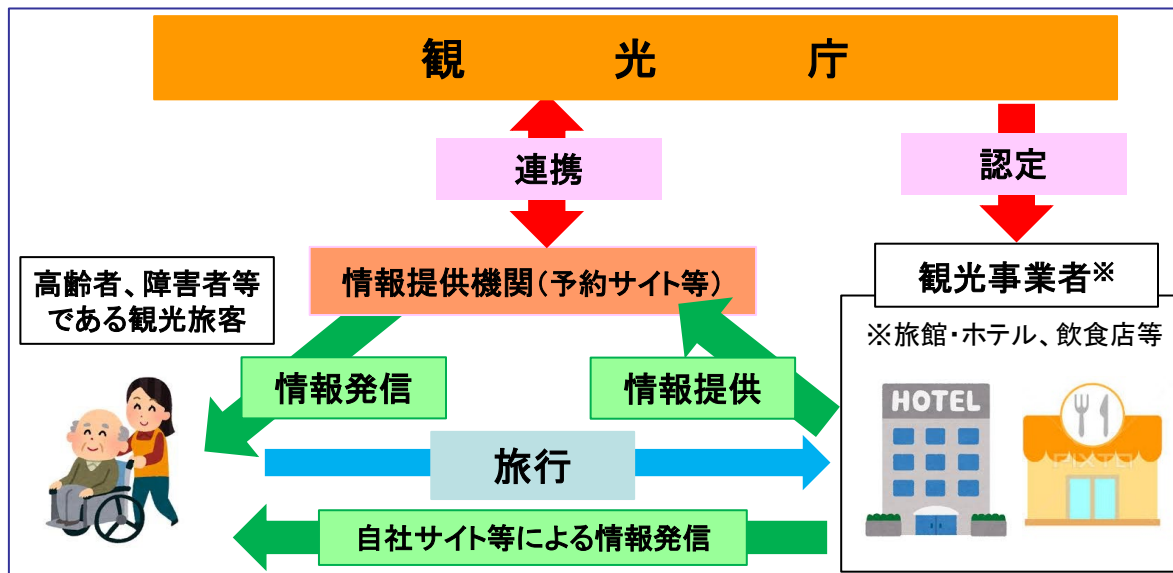 観光庁
連携
認定
高齢者、障害者等
である観光旅客
情報提供機関(予約サイト等)
観光事業者※
※旅館・ホテル、飲食店等
情報発信
情報提供
HOTEL
PIXTA
旅行
自社サイト等による情報発信